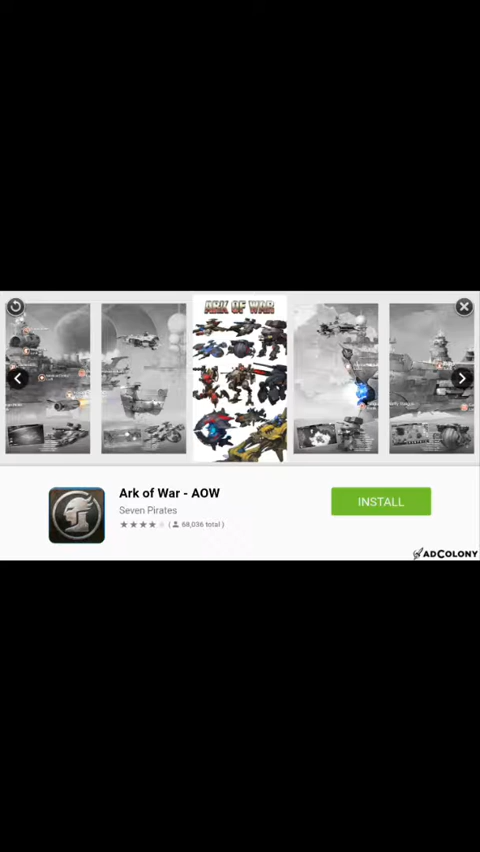 ARK OF WAR
Ark of War - AOW
Seven Pirates
( 68,036 total )
INSTALL
ADCOLONY